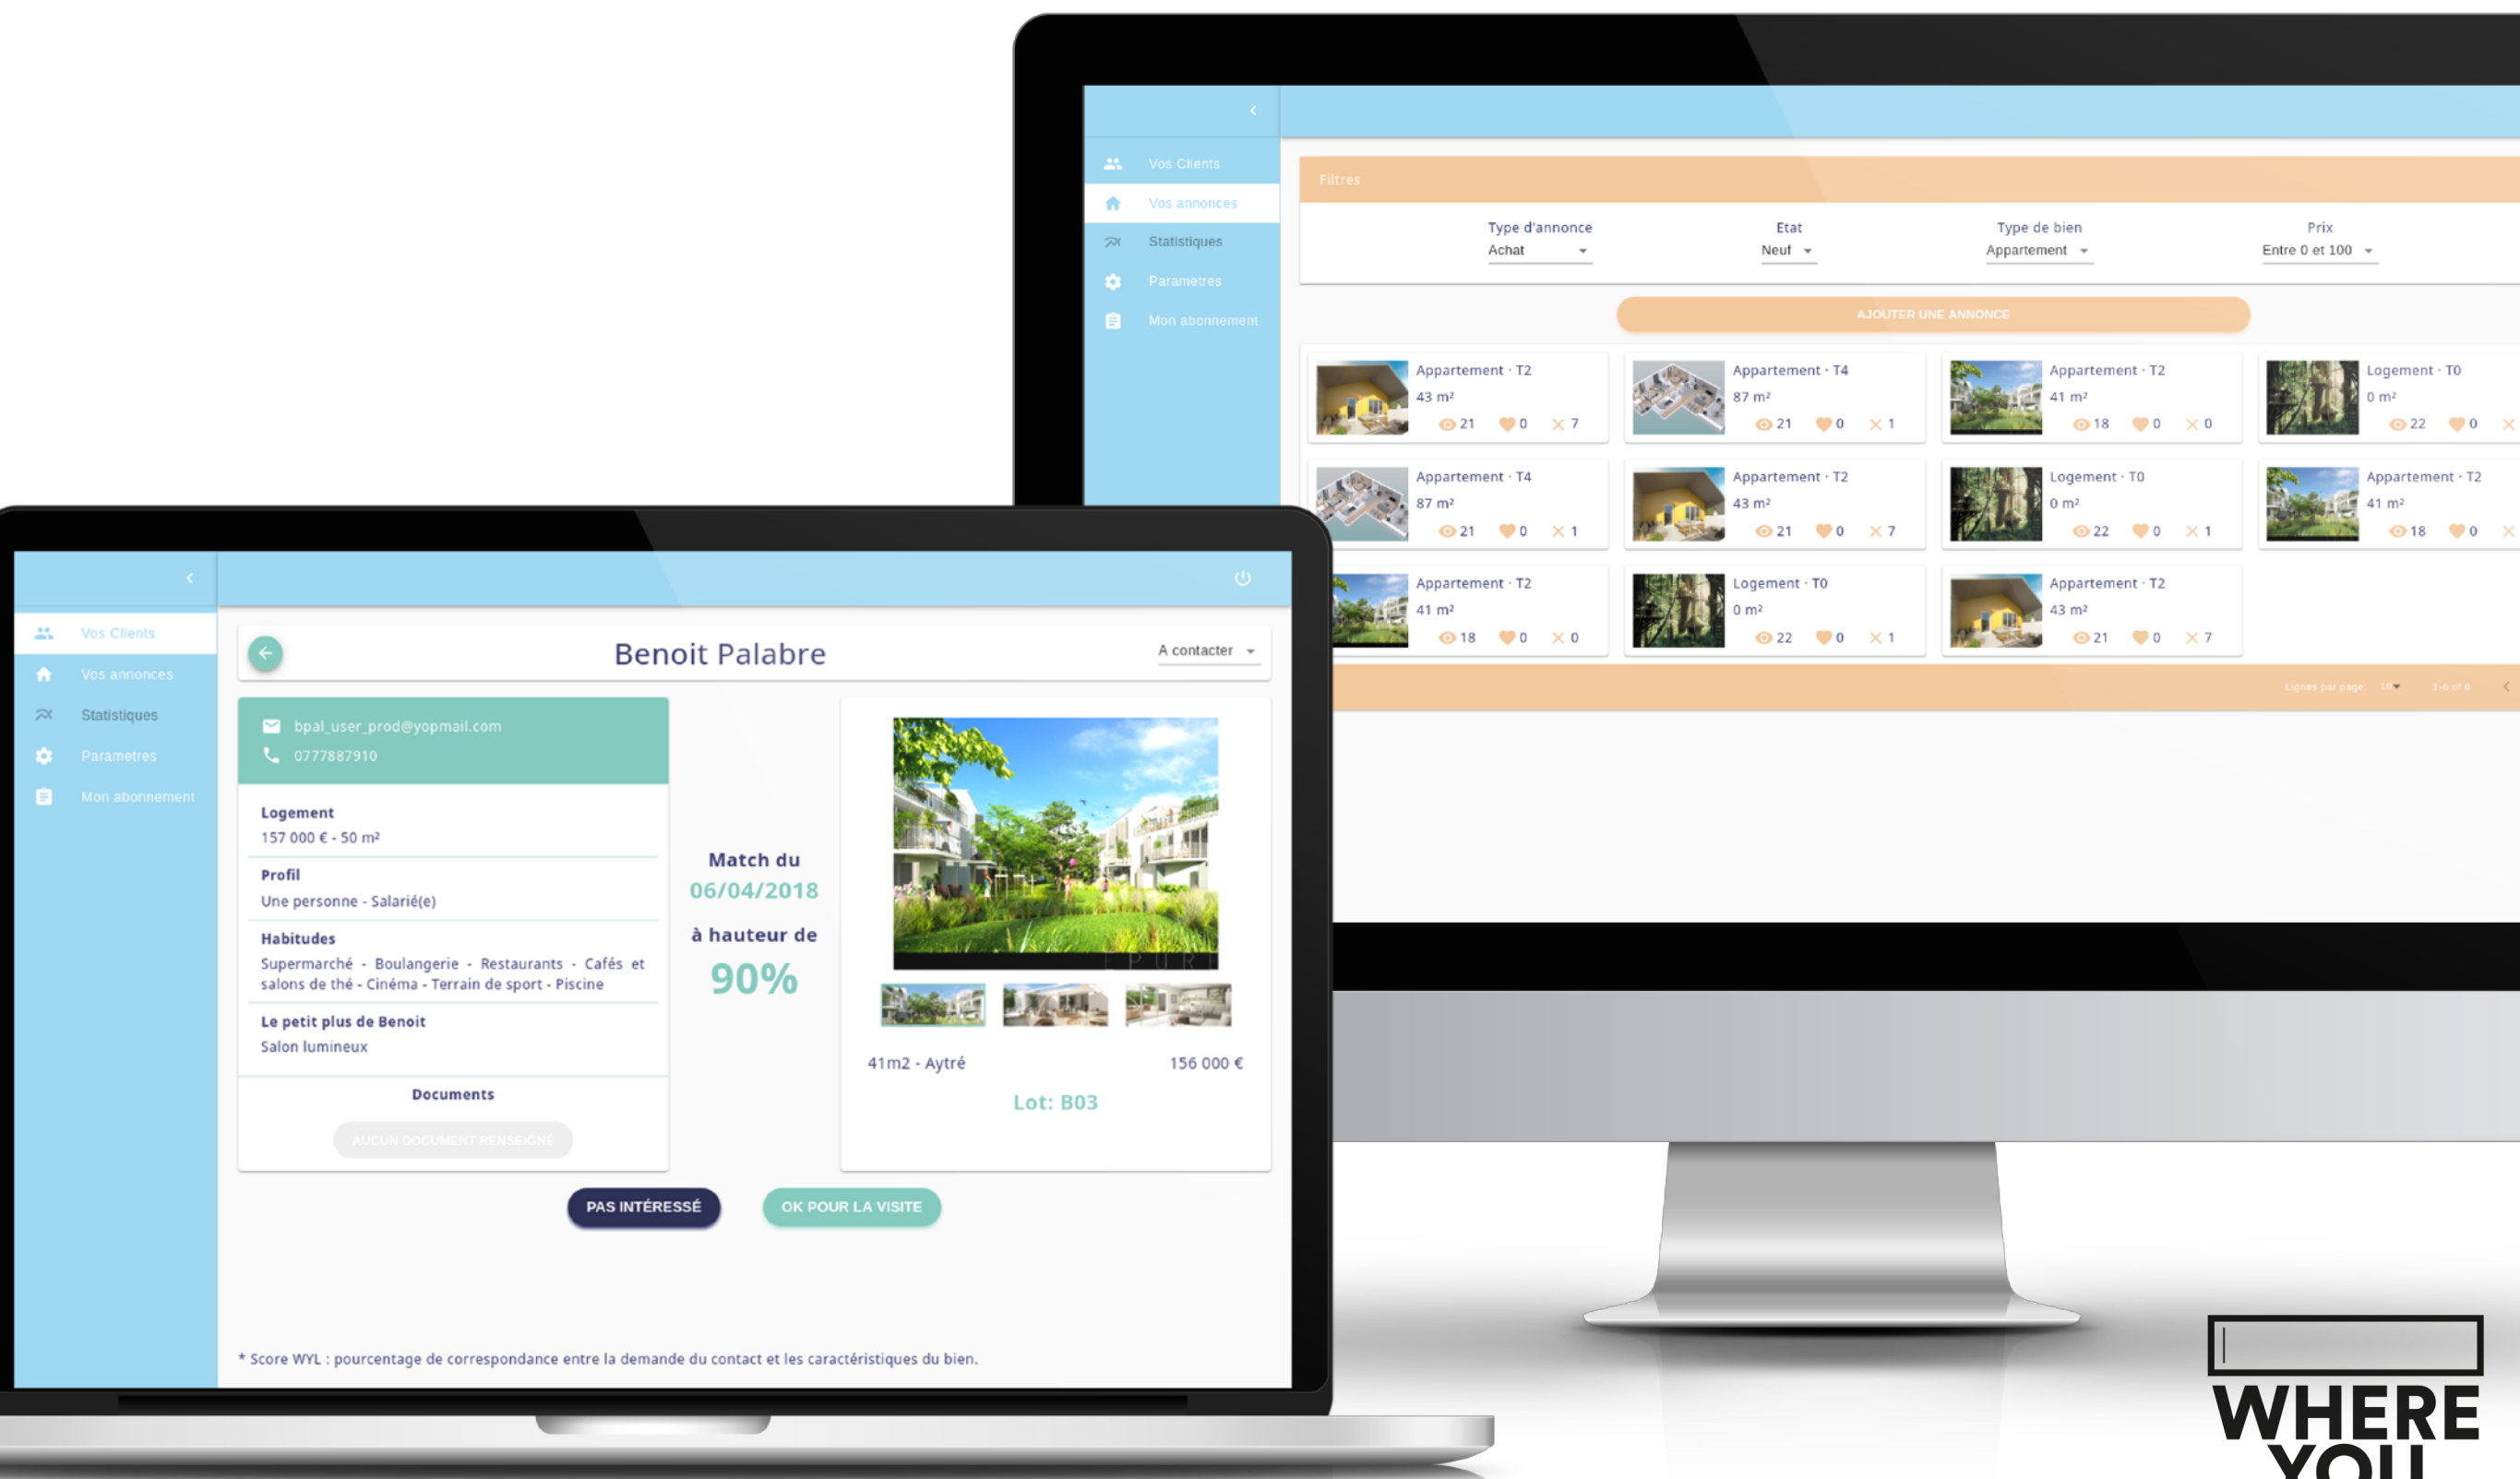 Vos Clients
Vos annonces
Statistiques
Parametres
Mon abonnement
Filtres
Type d'annonce
Achat
Etat
Neuf
Type de bien
Appartement
Prix
Entre 0 et 100
AJOUTER UNE ANNONCE
Appartement · T2
43 m²
21 0 7
Appartement · T4
87 m²
21 0 1
Appartement · T2
41 m²
18 0 0
Logement · T0
0 m²
22 0
Appartement · T4
87 m²
21 0 1
Appartement · T2
43 m²
21 0 7
Logement · T0
0 m²
22 0 1
Appartement · T2
41 m²
18 0
Appartement · T2
41 m²
18 0 0
Logement · T0
0 m²
22 0 1
Appartement · T2
43 m²
21 0 7
Lignes par page: 10 1-6 of 6
Vos Clients
Vos annonces
Statistiques
Parametres
Mon abonnement
Benoit Palabre
A contacter
bpal_user_prod@yopmail.com
0777887910
Logement
157 000 € - 50 m²
Profil
Une personne - Salarié(e)
Habitudes
Supermarché - Boulangerie - Restaurants - Cafés et
salons de thé - Cinéma - Terrain de sport - Piscine
Le petit plus de Benoit
Salon lumineux
Documents
AUCUN DOCUMENT RENSEIGNÉ
Match du
06/04/2018
à hauteur de
90%
41m2 - Aytré 156 000 €
Lot: B03
PAS INTÉRESSÉ
OK POUR LA VISITE
* Score WYL : pourcentage de correspondance entre la demande du contact et les caractéristiques du bien.
WHERE
YOU